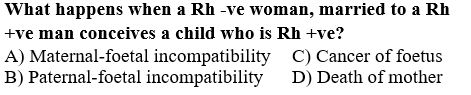 What happens when a Rh -ve woman, married to a Rh
+ve man conceives a child who is Rh +ve?
A) Maternal-foetal incompatibility C) Cancer of foetus
B) Paternal-foetal incompatibility D) Death of mother